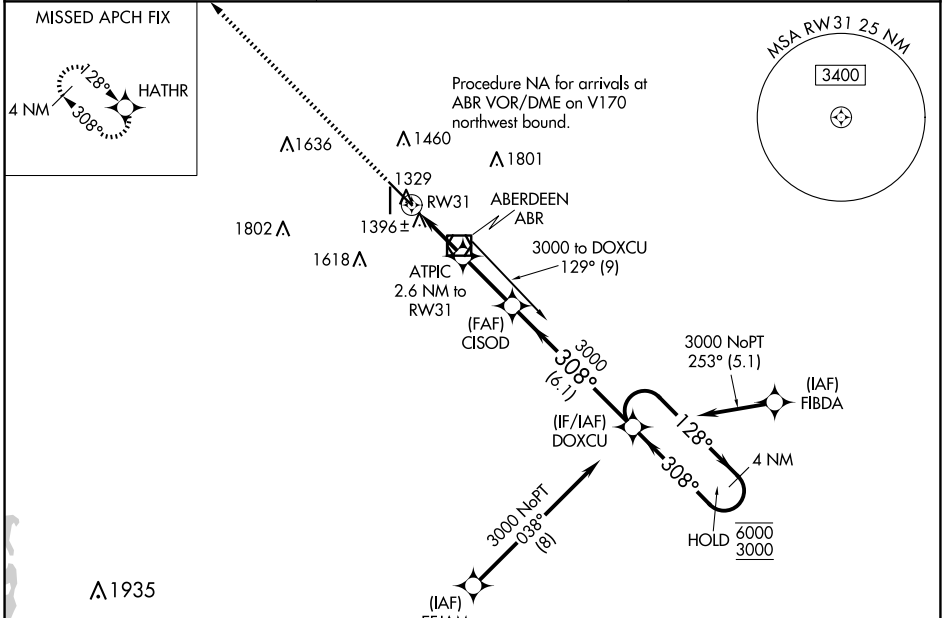 MISSED APCH FIX
128°
HATHR
4 NM
308°
Procedure NA for arrivals at
ABR VOR/DME on V170
northwest bound.
MSA RW31 25 NM
3400
1636
1460
1801
1329
RW31
ABERDEEN
ABR
1802
1396±
1618
3000 to DOXCU
129° (9)
ATPIC
2.6 NM to
RW31
(FAF)
CISOD
3000
308°
(6.1)
3000 NoPT
253° (5.1)
(IAF)
FIBDA
(IF/IAF)
DOXCU
128°
308°
4 NM
HOLD
6000
3000
3000 NoPT
038°
(8)
1935
(IAF)